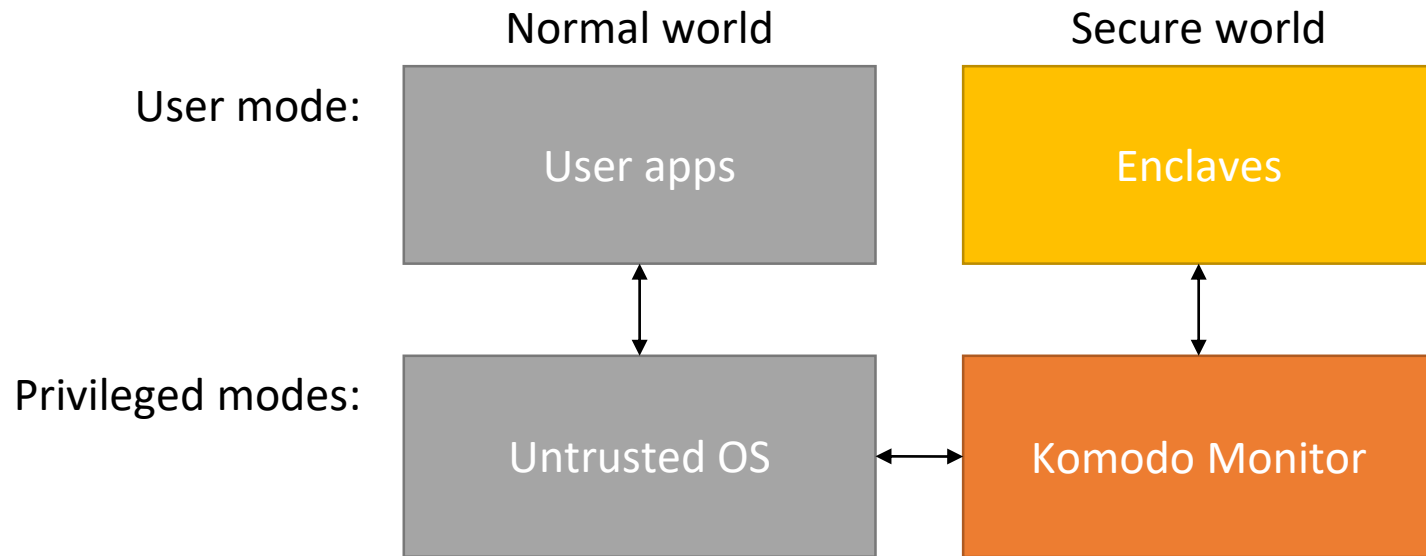 Normal world
Secure world
User mode:
User apps
Enclaves
Privileged modes:
Untrusted OS
Komodo Monitor